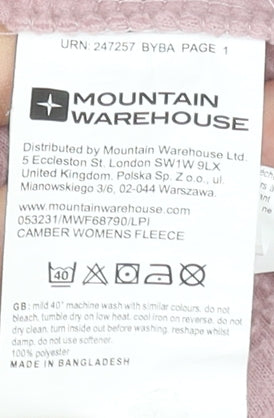 URN: 247257 BYBA PAGE 1
MOUNTAIN
WAREHOUSE
Distributed by Mountain Warehouse Ltd.
5 Eccleston St. London SW1W 9LX
United Kingdom. Polska Sp. Z o.o., ul.
Mianowskiego 3/6, 02-044 Warszawa.
www.mountainwarehouse.com
053231/MWF68790/LPI
CAMBER WOMENS FLEECE
40
GB: mild 40° machine wash with similar colours. do not
bleach, tumble dry on low heat. cool iron on reverse. do not
dry clean. turn inside out before washing. reshape whilst
damp. do not use softener.
100% polyester
MADE IN BANGLADESH